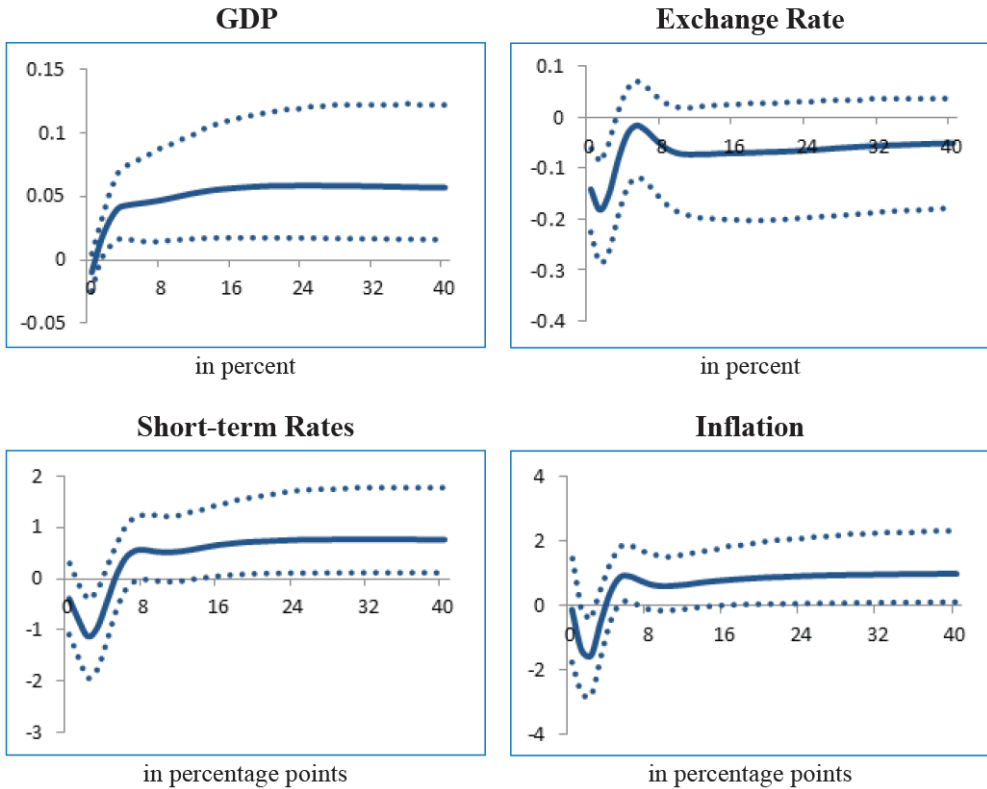 GDP
0.15
0.1
0.05
0
-0.05
0 8 16 24 32 40
in percent
Exchange Rate
0.1
0
-0.1
-0.2
-0.3
-0.4
0 8 16 24 32 40
in percent
Short-term Rates
2
1
0
-1
-2
-3
0 8 16 24 32 40
in percentage points
Inflation
4
2
0
-2
-4
0 8 16 24 32 40
in percentage points